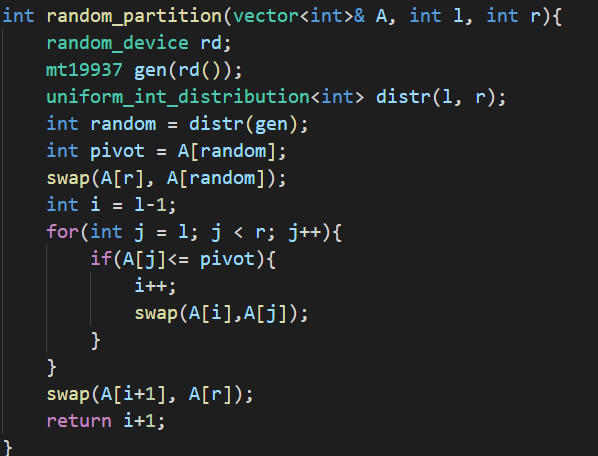 int random_partition(vector<int>& A, int l, int r){
    random_device rd;
    mt19937 gen(rd());
    uniform_int_distribution<int> distr(l, r);
    int random = distr(gen);
    int pivot = A[random];
    swap(A[r], A[random]);
    int i = l-1;
    for(int j = l; j < r; j++){
        if(A[j]<= pivot){
            i++;
            swap(A[i],A[j]);
        }
    }
    swap(A[i+1], A[r]);
    return i+1;
}